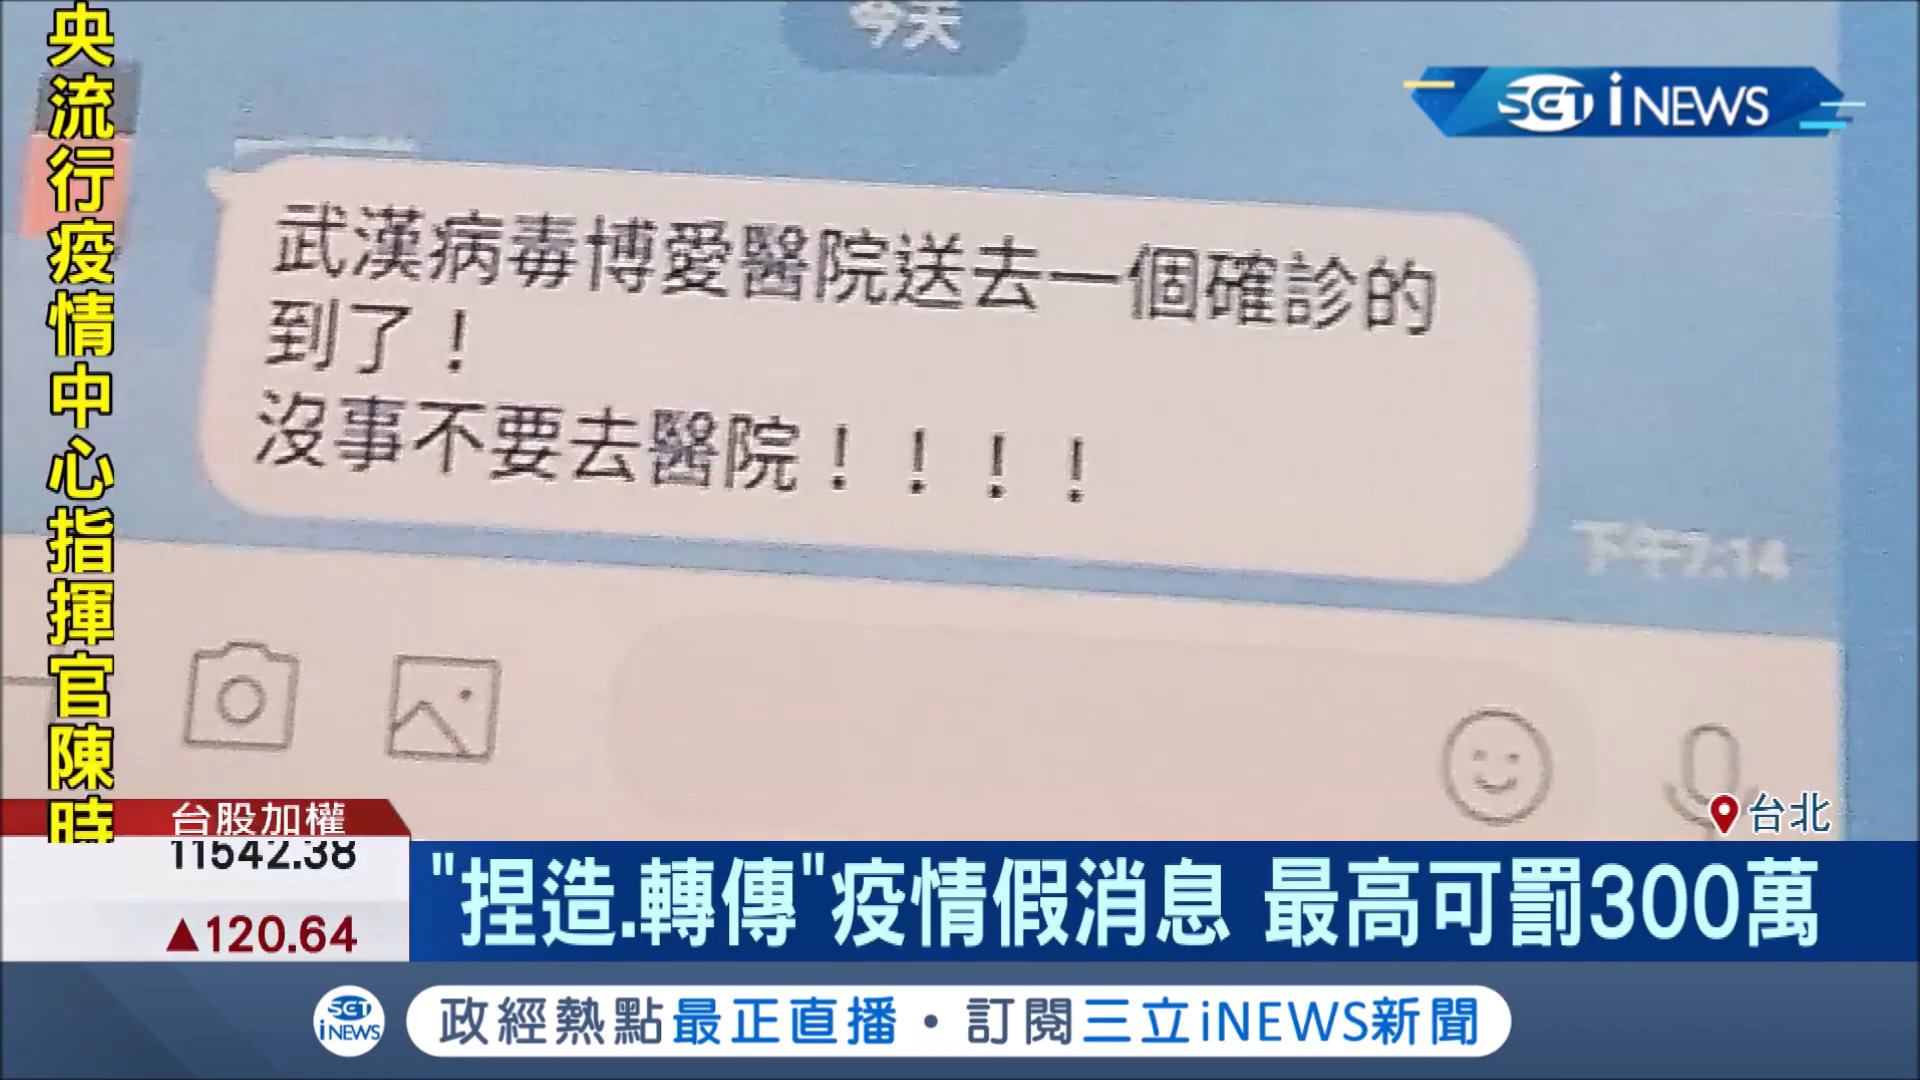 央流行疫情中心指揮官陳時
今天
SET iNEWS
武漢病毒博愛醫院送去一個確診的
到了！
沒事不要去醫院！！！！
下午7:14
台北
台股加權
11542.38
▲120.64
"捏造.轉傳"疫情假消息 最高可罰300萬
SET iNEWS
政經熱點最正直播・訂閱三立iNEWS新聞